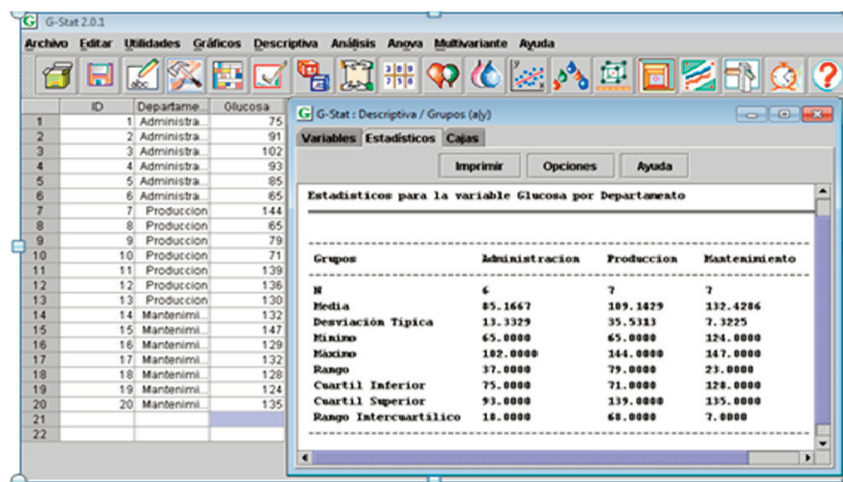 G-Stat 2.0.1
Archivo Editar Utilidades Gráficos Descriptiva Análisis Anova Multivariante Ayuda
ID Departame... Glucosa
1 1 Administra... 75
2 2 Administra... 91
3 3 Administra... 102
4 4 Administra... 93
5 5 Administra... 85
6 6 Administra... 65
7 7 Produccion 144
8 8 Produccion 65
9 9 Produccion 79
10 10 Produccion 71
11 11 Produccion 139
12 12 Produccion 136
13 13 Produccion 130
14 14 Mantenimi... 132
15 15 Mantenimi... 147
16 16 Mantenimi... 129
17 17 Mantenimi... 132
18 18 Mantenimi... 128
19 19 Mantenimi... 124
20 20 Mantenimi... 135
21
22
G-Stat : Descriptiva / Grupos (a|y)
Variables Estadísticos Cajas
Imprimir Opciones Ayuda
Estadísticos para la variable Glucosa por Departamento
Grupos Administracion Produccion Mantenimiento
N 6 7 7
Media 85.1667 109.1429 132.4286
Desviación Típica 13.3329 35.5313 7.3225
Mínimo 65.0000 65.0000 124.0000
Máximo 102.0000 144.0000 147.0000
Rango 37.0000 79.0000 23.0000
Cuartil Inferior 75.0000 71.0000 128.0000
Cuartil Superior 93.0000 139.0000 135.0000
Rango Intercuartílico 18.0000 68.0000 7.0000